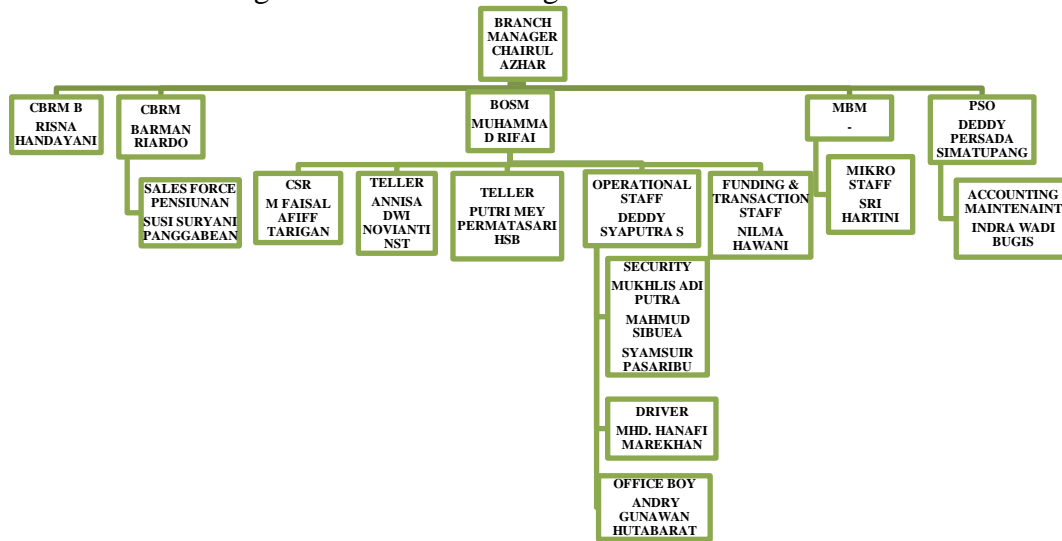 BRANCH
MANAGER
CHAIRUL
AZHAR
CBRM B
RISNA
HANDAYANI
CBRM
BARMAN
RIARDO
BOSM
MUHAMMA
D RIFAI
MBM
-
PSO
DEDDY
PERSADA
SIMATUPANG
SALES FORCE
PENSIUNAN
SUSI SURYANI
PANGGABEAN
CSR
M FAISAL
AFIFF
TARIGAN
TELLER
ANNISA
DWI
NOVIANTI
NST
TELLER
PUTRI MEY
PERMATASARI
HSB
OPERATIONAL
STAFF
DEDDY
SYAPUTRA S
FUNDING &
TRANSACTION
STAFF
NILMA
HAWANI
MIKRO
STAFF
SRI
HARTINI
ACCOUNTING
MAINTENAINT
INDRA WADI
BUGIS
SECURITY
MUKHLIS ADI
PUTRA
MAHMUD
SIBUEA
SYAMSUIR
PASARIBU
DRIVER
MHD. HANAFI
MAREKHAN
OFFICE BOY
ANDRY
GUNAWAN
HUTABARAT